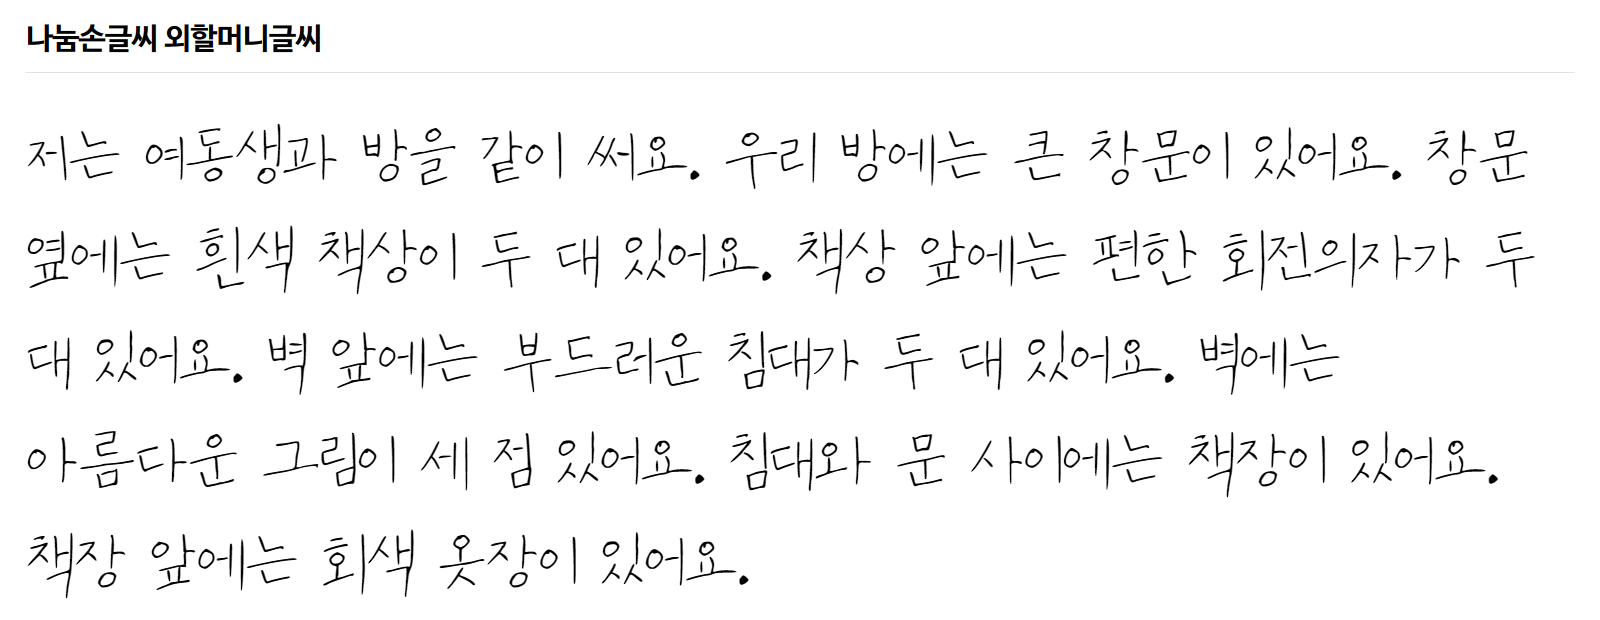 나눔손글씨 외할머니글씨
저는 여동생과 방을 같이 써요. 우리 방에는 큰 창문이 있어요. 창문
옆에는 흰색 책상이 두 대 있어요. 책상 앞에는 편한 회전의자가 두
대 있어요. 벽 앞에는 부드러운 침대가 두 대 있어요. 벽에는
아름다운 그림이 세 점 있어요. 침대와 문 사이에는 책장이 있어요.
책장 앞에는 회색 옷장이 있어요.